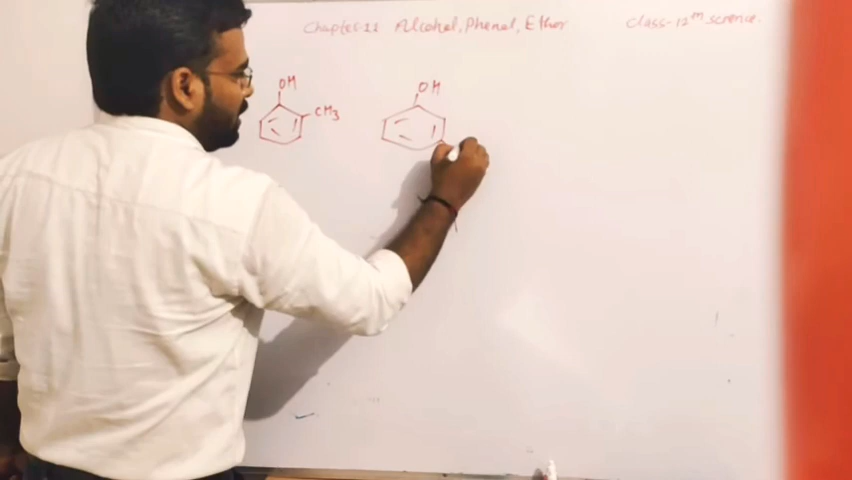 Chapter-11 Alcohol, Phenol, Ether
Class-12th science.
OH
CH3
OH